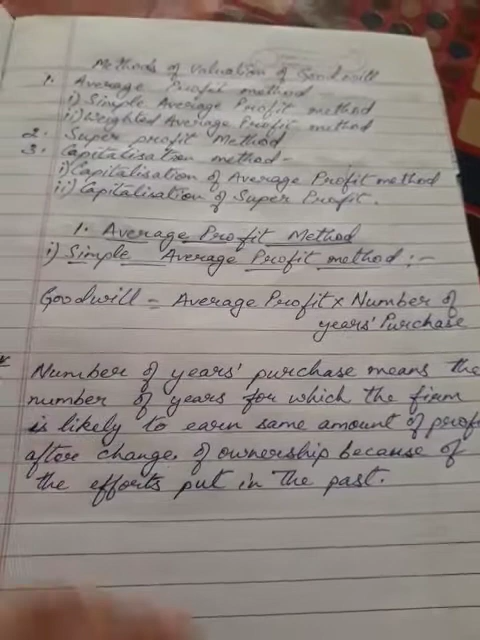 Methods of Valuation of Goodwill
1. Average Profit method
i) Simple Average Profit method
ii) Weighted Average Profit method
2. Super profit Method
3. Capitalisation method -
i) Capitalisation of Average Profit method
ii) Capitalisation of Super Profit.
1. Average Profit Method
i) Simple Average Profit method :-
Goodwill = Average Profit x Number of
years' Purchase
Number of years' purchase means the
number of years for which the firm
is likely to earn same amount of profi
after change of ownership because of
the efforts put in the past.